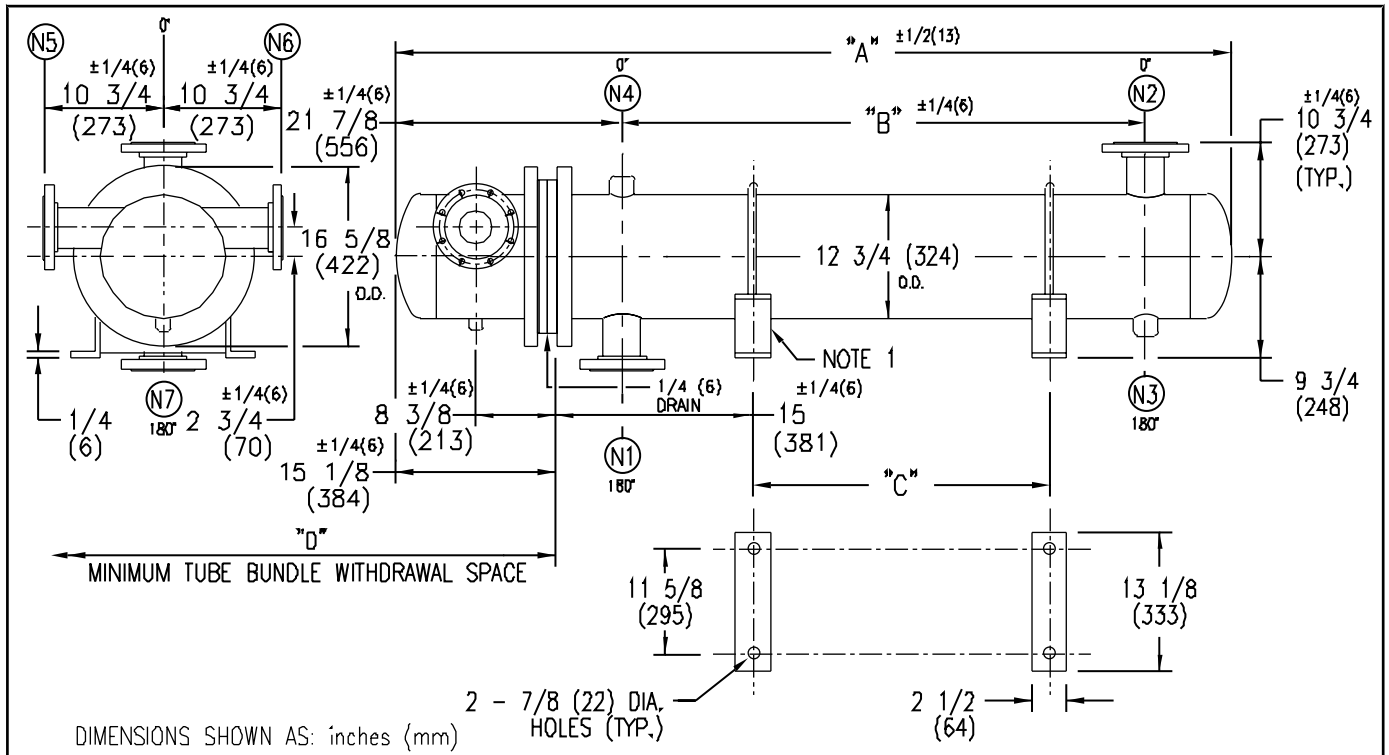 0°
N5
N6
±1/4(6) ±1/4(6)
10 3/4 10 3/4
(273) (273)
16 5/8
(422)
O.D.
1/4
(6)
N7
180°
±1/4(6)
2 3/4
(70)
"A" ±1/2(13)
0°
N4
0°
N2
±1/4(6)
21 7/8
(556)
"B" ±1/4(6)
±1/4(6)
10 3/4
(273)
(TYP.)
12 3/4 (324)
O.D.
NOTE 1
±1/4(6)
8 3/8
(213)
1/4 (6)
DRAIN
±1/4(6)
15
(381)
N3
180°
9 3/4
(248)
±1/4(6)
15 1/8
(384)
N1
180°
"C"
"D"
MINIMUM TUBE BUNDLE WITHDRAWAL SPACE
11 5/8
(295)
13 1/8
(333)
2 - 7/8 (22) DIA.
HOLES (TYP.)
2 1/2
(64)
DIMENSIONS SHOWN AS: inches (mm)